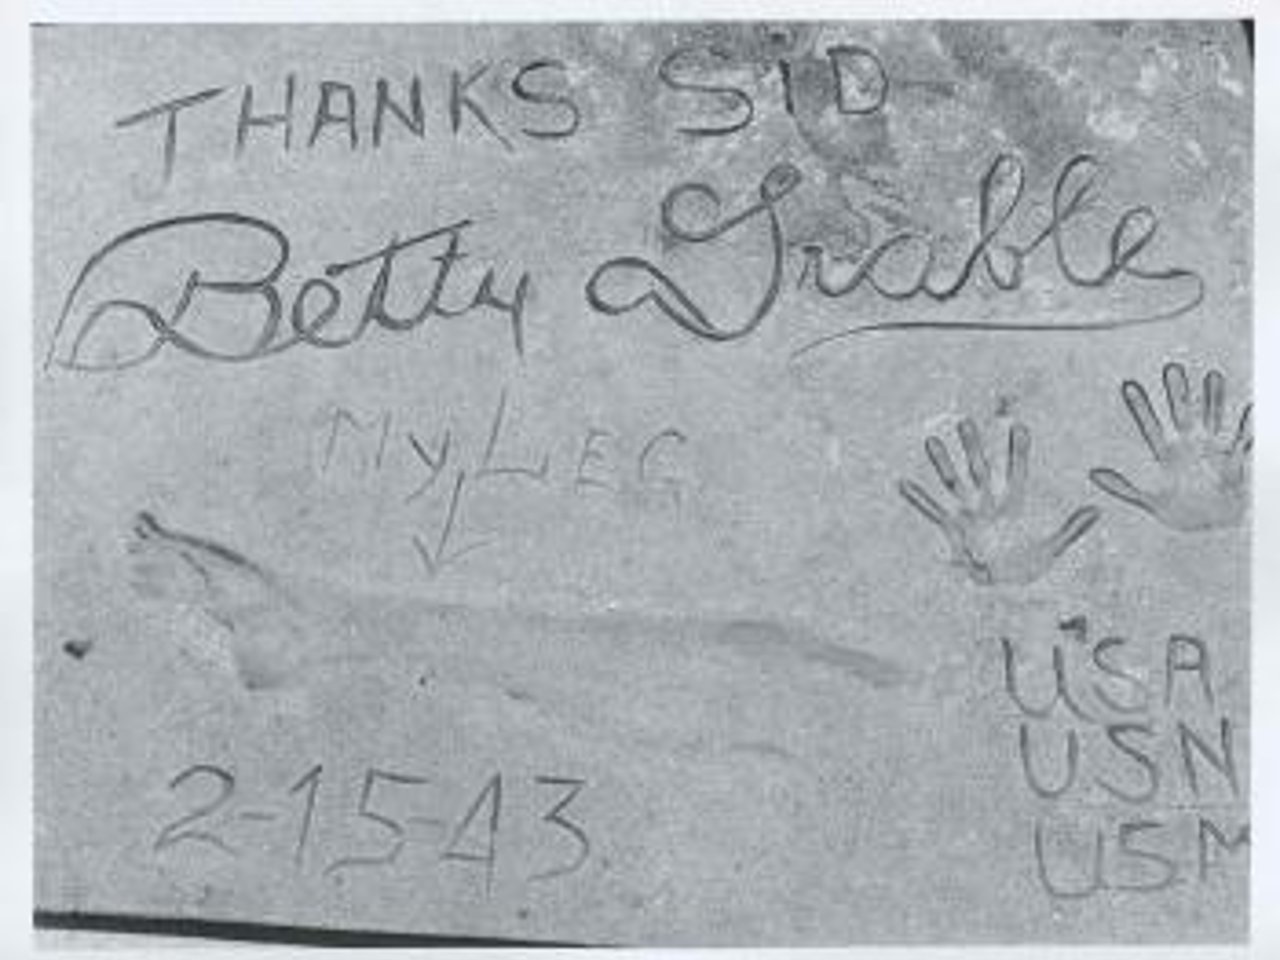 THANKS SID
Betty Grable
MY LEG
USA
USN
USM
2-15-43